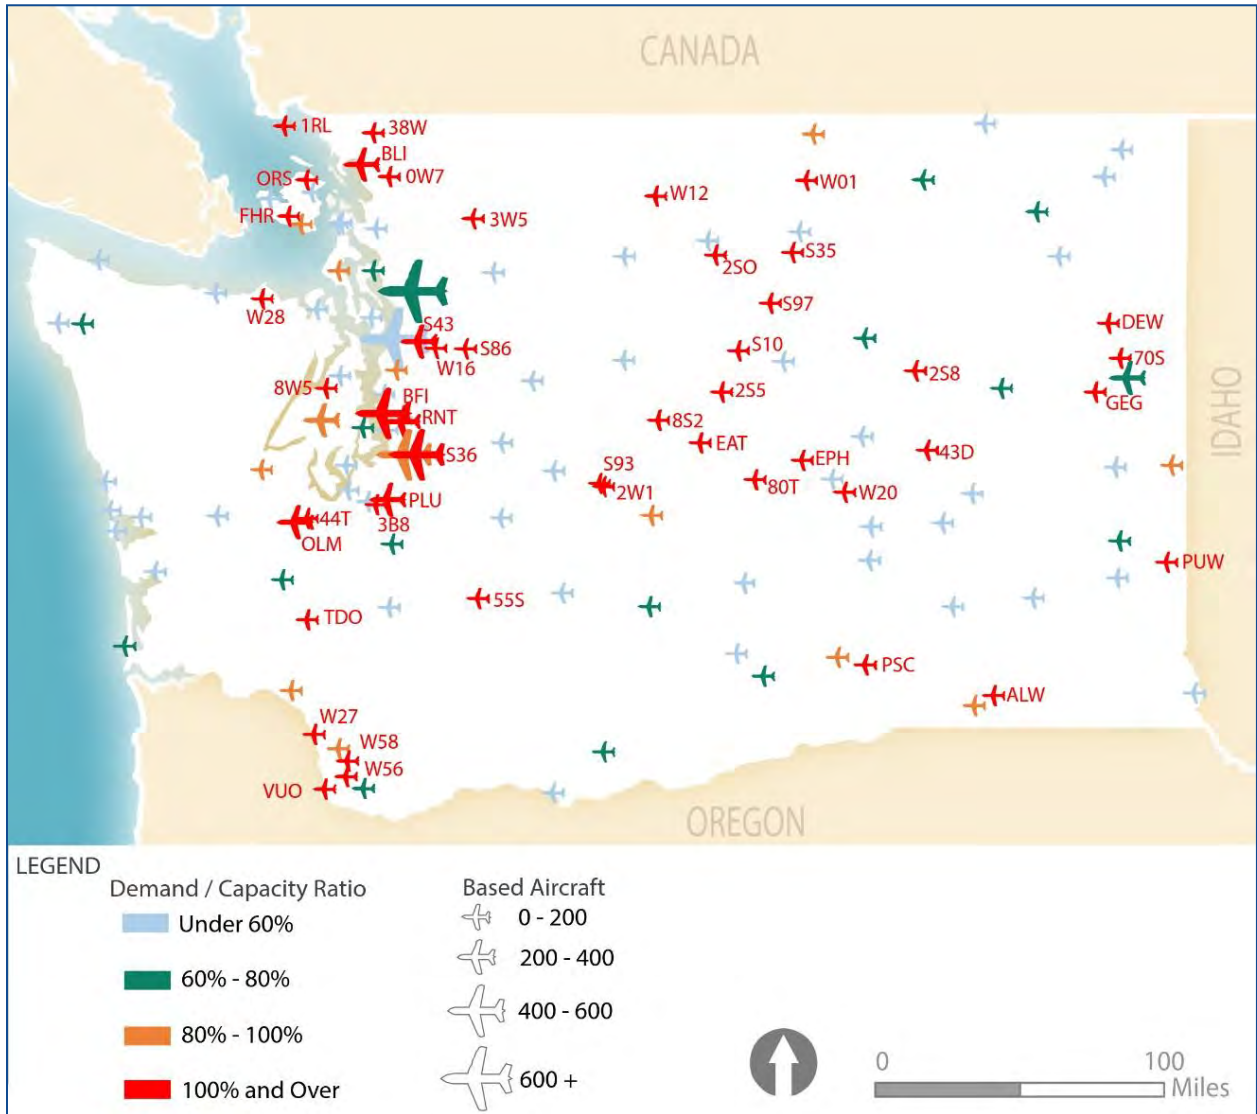 CANADA
1RL
38W
BLI
0W7
ORS
W12
W01
FHR
3W5
S35
2SO
W28
S97
S43
DEW
S86
W16
S10
70S
8W5
2S8
BFI
2S5
GEG
RNT
8S2
IDAHO
EAT
S36
43D
EPH
S93
2W1
80T
W20
PLU
3B8
44T
OLM
PUW
55S
TDO
PSC
ALW
W27
W58
W56
VUO
OREGON
LEGEND
Demand / Capacity Ratio
Under 60%
60% - 80%
80% - 100%
100% and Over
Based Aircraft
0 - 200
200 - 400
400 - 600
600 +
0 100
Miles